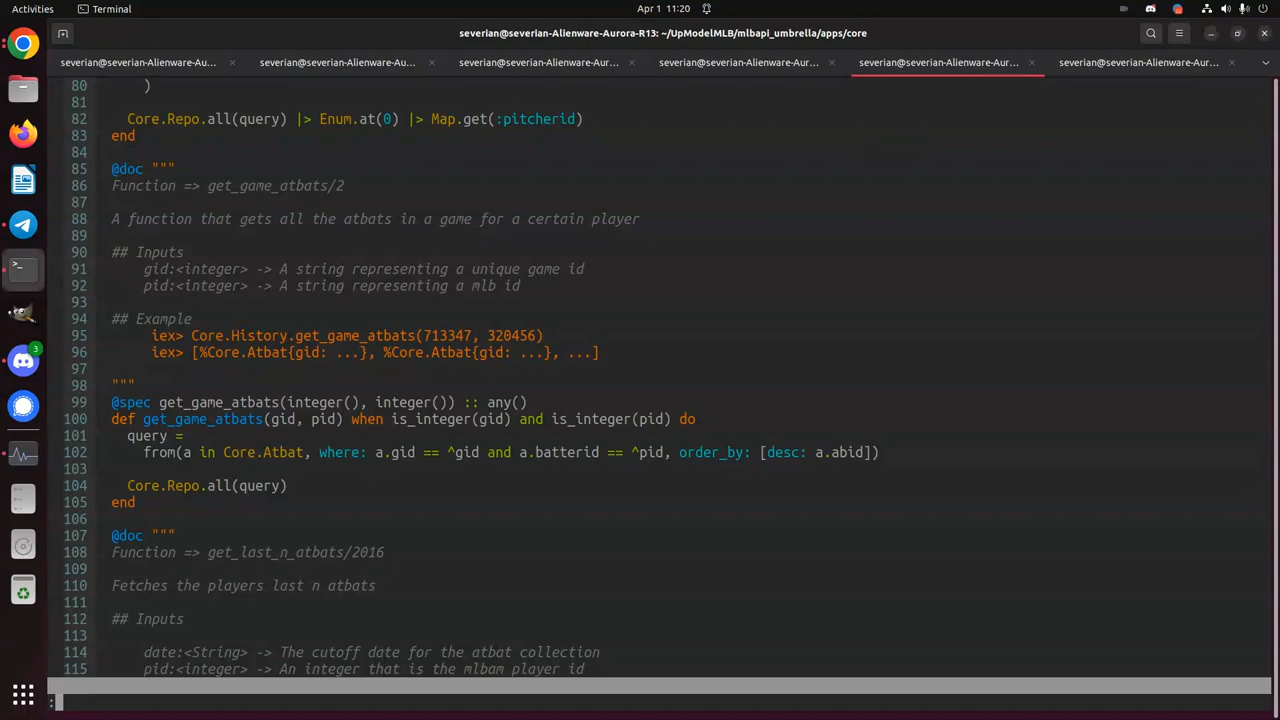 Activities
Terminal
Apr 1 11:20
severian@severian-Alienware-Aurora-R13: ~/UpModelMLB/mlbapi_umbrella/apps/core
severian@severian-Alienware-Aur...
severian@severian-Alienware-Aur...
severian@severian-Alienware-Aur...
severian@severian-Alienware-Aur...
severian@severian-Alienware-Aur...
severian@severian-Alienware-Aur...
80     )
81
82   Core.Repo.all(query) |> Enum.at(0) |> Map.get(:pitcherid)
83 end
84
85 @doc """
86 Function => get_game_atbats/2
87
88 A function that gets all the atbats in a game for a certain player
89
90 ## Inputs
91     gid:<integer> -> A string representing a unique game id
92     pid:<integer> -> A string representing a mlb id
93
94 ## Example
95      iex> Core.History.get_game_atbats(713347, 320456)
96      iex> [%Core.Atbat{gid: ...}, %Core.Atbat{gid: ...}, ...]
97
98 """
99 @spec get_game_atbats(integer(), integer()) :: any()
100 def get_game_atbats(gid, pid) when is_integer(gid) and is_integer(pid) do
101   query =
102     from(a in Core.Atbat, where: a.gid == ^gid and a.batterid == ^pid, order_by: [desc: a.abid])
103
104   Core.Repo.all(query)
105 end
106
107 @doc """
108 Function => get_last_n_atbats/2016
109
110 Fetches the players last n atbats
111
112 ## Inputs
113
114     date:<String> -> The cutoff date for the atbat collection
115     pid:<integer> -> An integer that is the mlbam player id
:
3